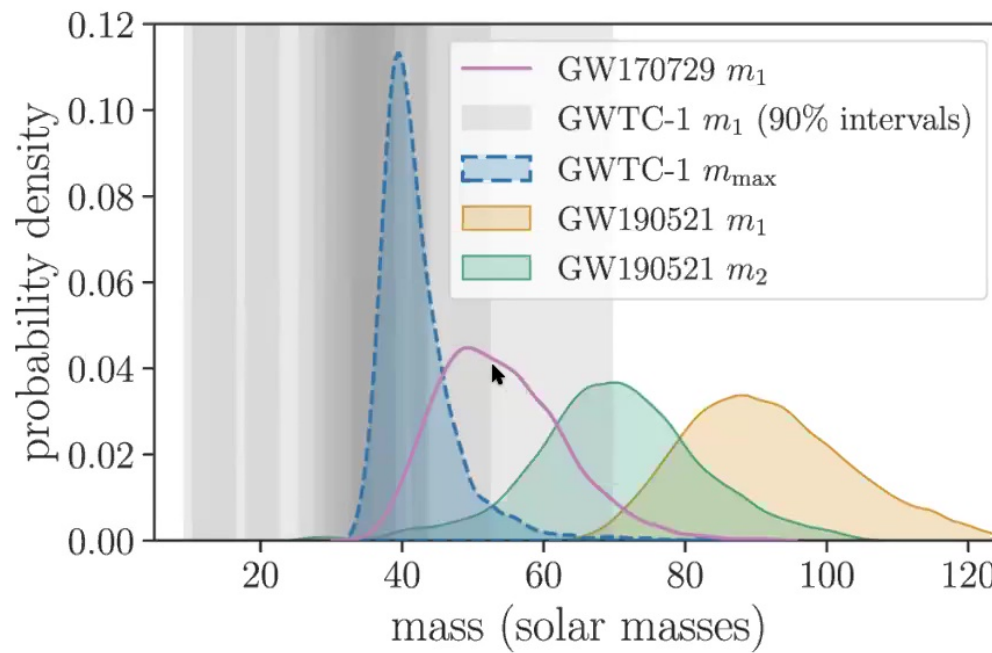 0.12
0.10
0.08
0.06
0.04
0.02
0.00
probability density
GW170729 m₁
GWTC-1 m₁ (90% intervals)
GWTC-1 mₘₐₓ
GW190521 m₁
GW190521 m₂
20 40 60 80 100 120
mass (solar masses)